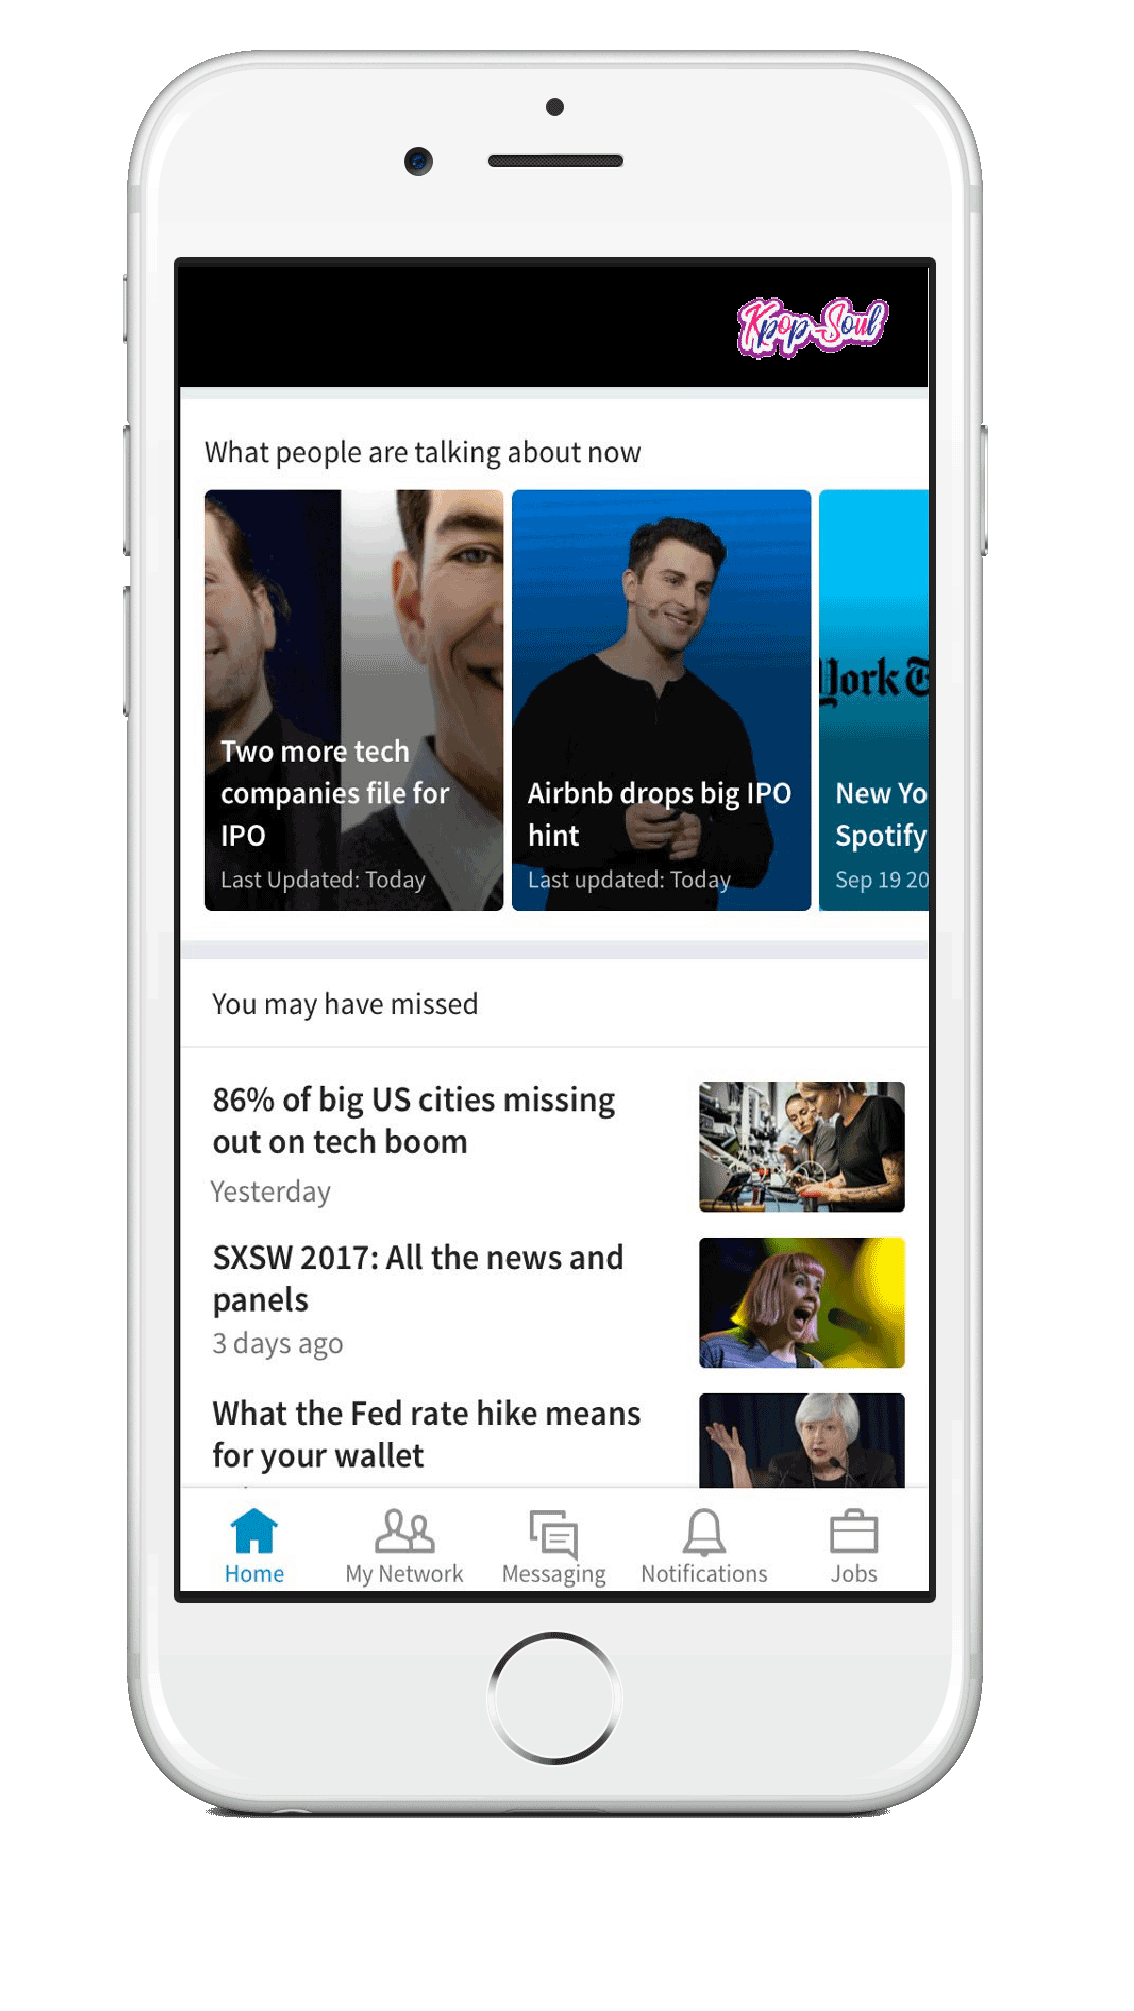 Kpop-Soul
What people are talking about now
York T
Two more tech
companies file for
IPO
Last Updated: Today
Airbnb drops big IPO
hint
Last updated: Today
New Yo
Spotify
Sep 19 20
You may have missed
86% of big US cities missing
out on tech boom
Yesterday
SXSW 2017: All the news and
panels
3 days ago
What the Fed rate hike means
for your wallet
Home
My Network
Messaging
Notifications
Jobs